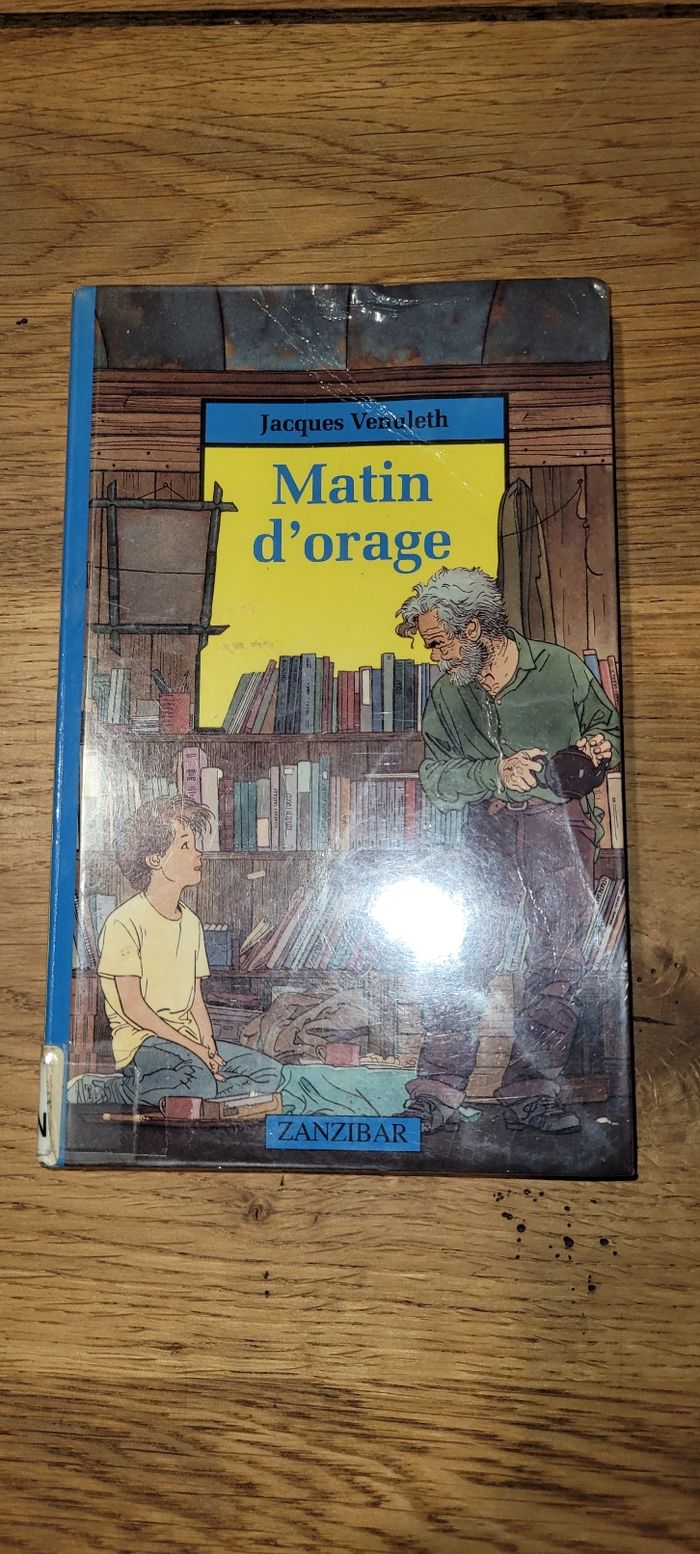 Jacques Venuleth
Matin
d'orage
ZANZIBAR